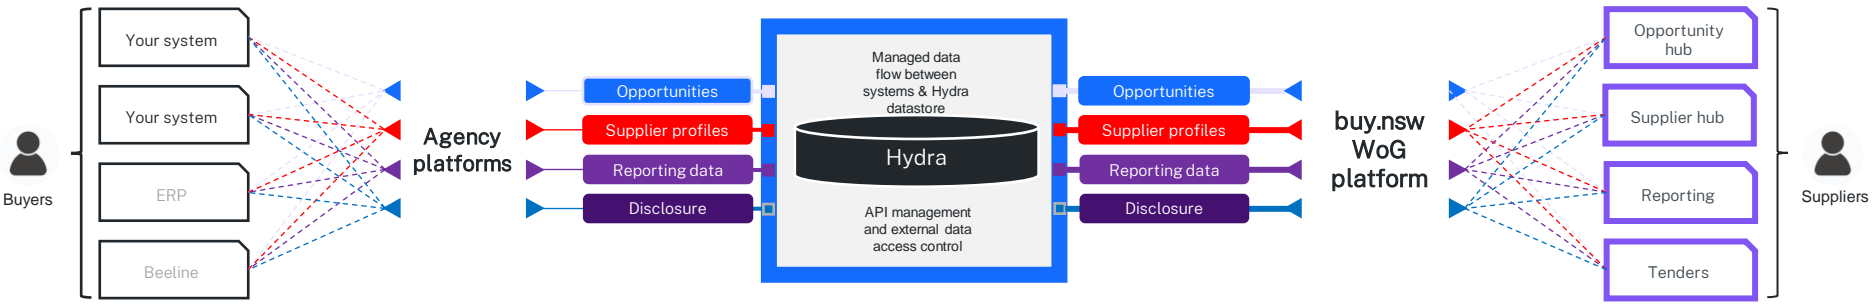 Buyers
Your system
Your system
ERP
Beeline
Agency
platforms
Opportunities
Supplier profiles
Reporting data
Disclosure
Managed data
flow between
systems & Hydra
datastore
Hydra
API management
and external data
access control
Opportunities
Supplier profiles
Reporting data
Disclosure
buy.nsw
WoG
platform
Opportunity
hub
Supplier hub
Reporting
Tenders
Suppliers